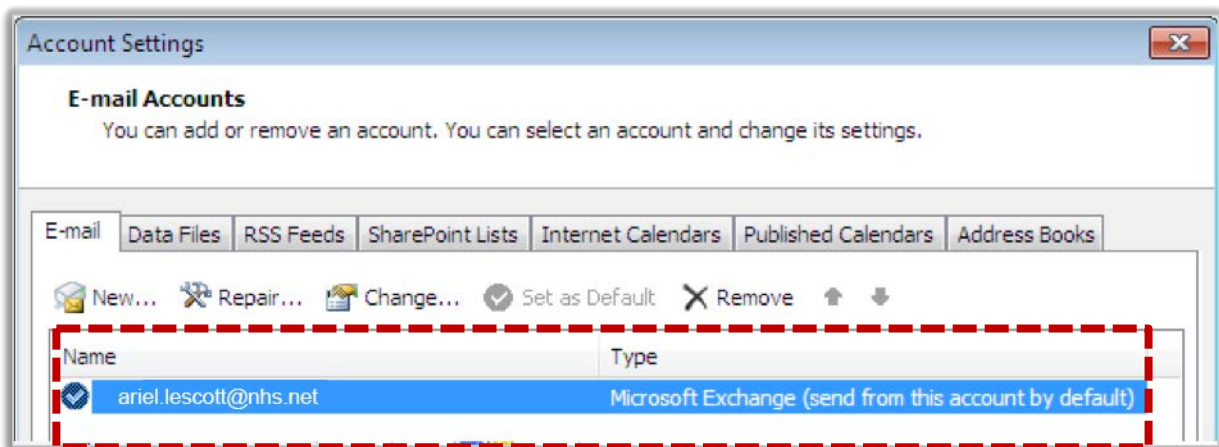 Account Settings
E-mail Accounts
You can add or remove an account. You can select an account and change its settings.
E-mail Data Files RSS Feeds SharePoint Lists Internet Calendars Published Calendars Address Books
New... Repair... Change... Set as Default Remove
Name Type
ariel.lescott@nhs.net Microsoft Exchange (send from this account by default)